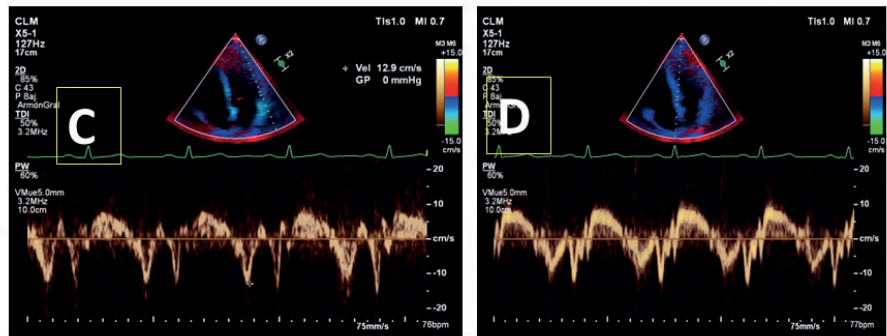 CLM
X5-1
127Hz
17cm
2D
85%
C 43
P Baj.
ArmonGral
TDI
50%
3.2MHz
PW
60%
VMue5.0mm
3.2MHz
10.0cm
C
TIs1.0 MI 0.7
X2
Vel 12.9 cm/s
GP 0 mmHg
M3 M6
+15.0
-15.0
cm/s
20
10
cm/s
-10
-20
75mm/s
76bpm
CLM
X5-1
127Hz
17cm
2D
85%
C 43
P Baj.
ArmonGral
TDI
50%
3.2MHz
PW
60%
VMue5.0mm
3.2MHz
10.0cm
D
TIs1.0 MI 0.7
X2
M3 M6
+15.0
-15.0
cm/s
20
10
cm/s
-10
-20
75mm/s
77bpm